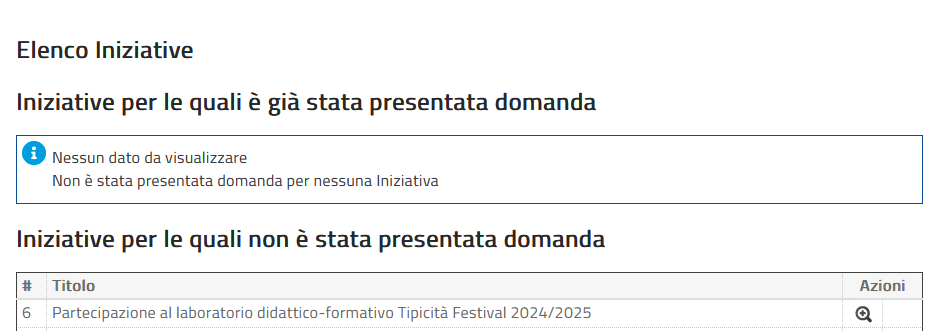 Elenco Iniziative
Iniziative per le quali è già stata presentata domanda
Nessun dato da visualizzare
Non è stata presentata domanda per nessuna Iniziativa
Iniziative per le quali non è stata presentata domanda
# Titolo Azioni
6 Partecipazione al laboratorio didattico-formativo Tipicità Festival 2024/2025